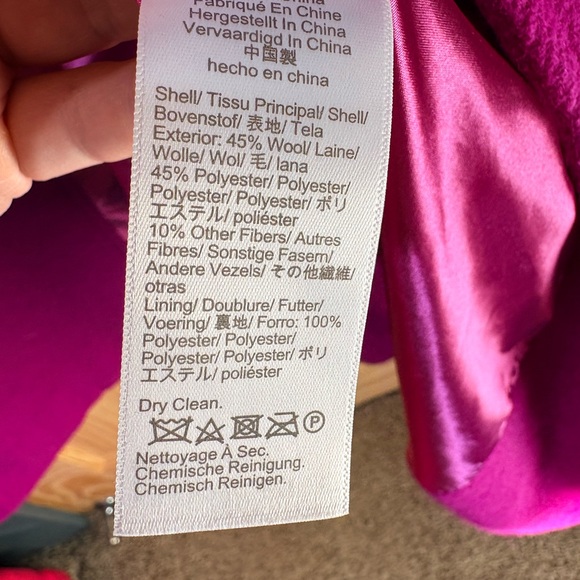 Fabriqué En Chine
Hergestellt In China
Vervaardigd In China
中国製
hecho en china
Shell/ Tissu Principal/ Shell/
Bovenstof/ 表地/ Tela
Exterior: 45% Wool/ Laine/
Wolle/ Wol/ 毛/ lana
45% Polyester/ Polyester/
Polyester/ Polyester/ ポリ
エステル/ poliéster
10% Other Fibers/ Autres
Fibres/ Sonstige Fasern/
Andere Vezels/ その他繊維/
otras
Lining/ Doublure/ Futter/
Voering/ 裏地/ Forro: 100%
Polyester/ Polyester/
Polyester/ Polyester/ ポリ
エステル/ poliéster
Dry Clean.
P
Nettoyage À Sec.
Chemische Reinigung.
Chemisch Reinigen.